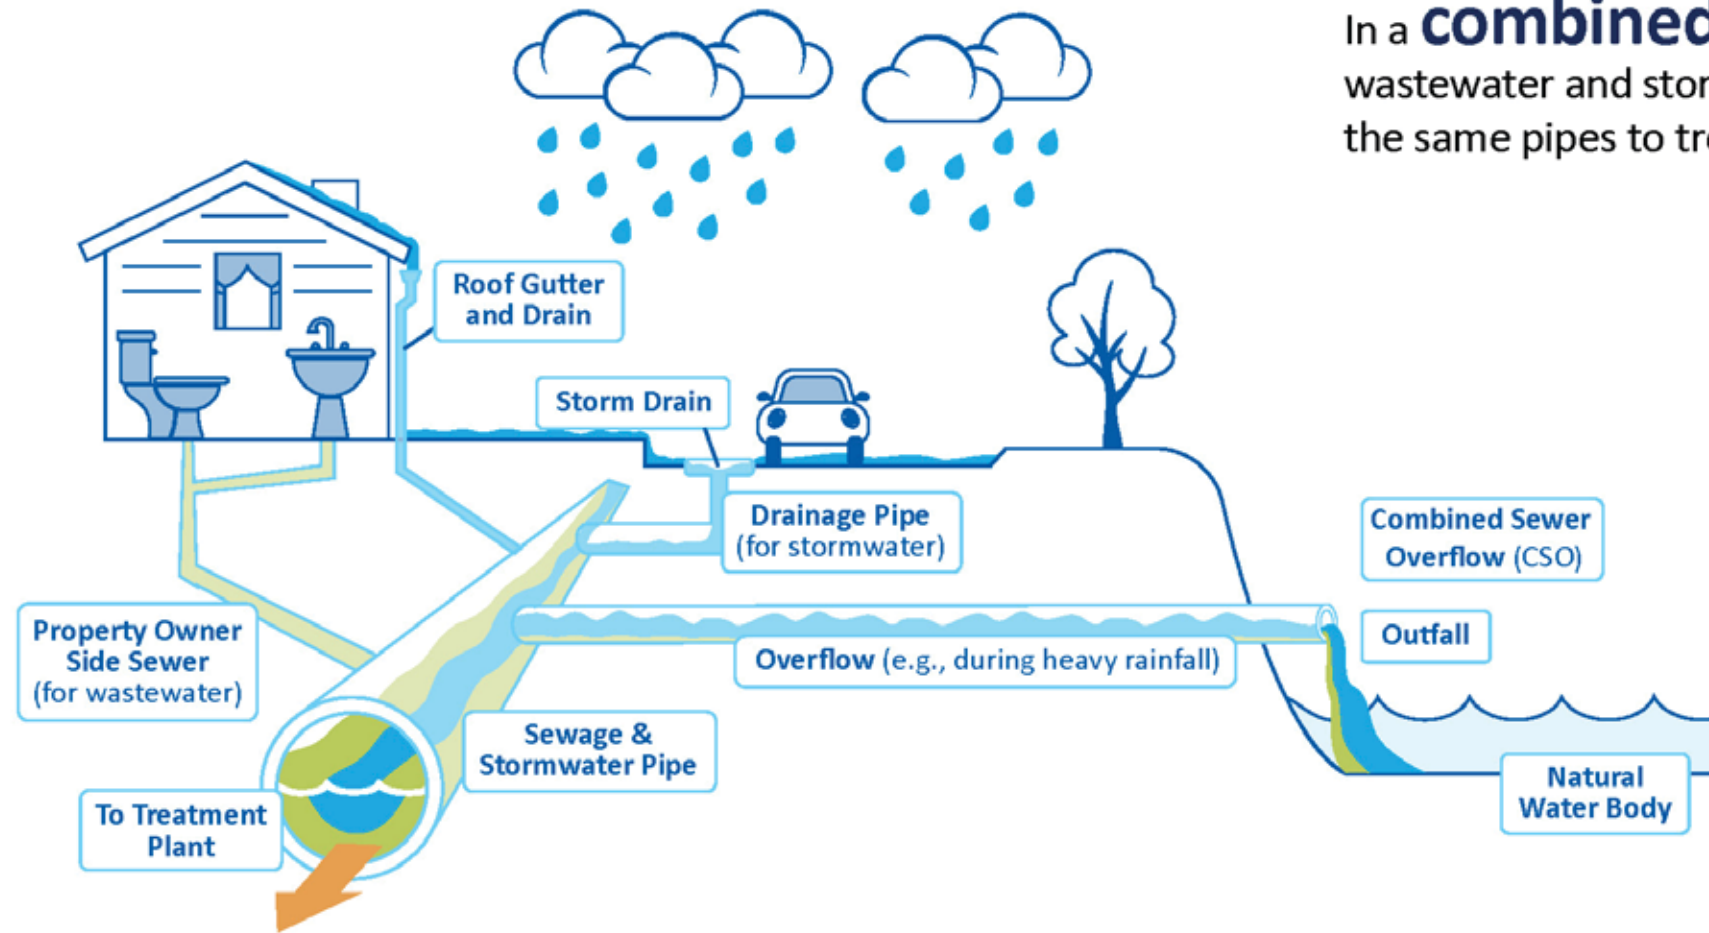 In a combined
wastewater and
the same pipes to
Roof Gutter
and Drain
Storm Drain
Drainage Pipe
(for stormwater)
Combined Sewer
Overflow (CSO)
Outfall
Property Owner
Side Sewer
(for wastewater)
Overflow (e.g., during heavy rainfall)
Sewage &
Stormwater Pipe
To Treatment
Plant
Natural
Water Body